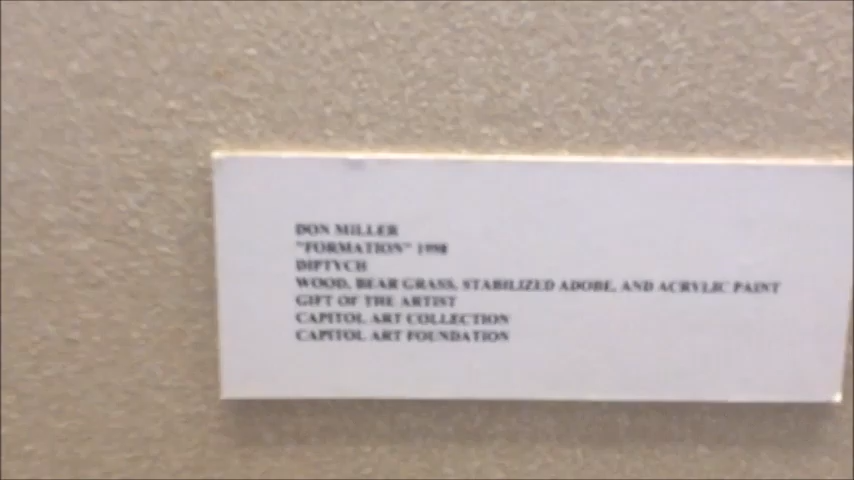 DON MILLER
"FORMATION" 1998
DIPTYCH
WOOD, BEAR GRASS, STABILIZED ADOBE, AND ACRYLIC PAINT
GIFT OF THE ARTIST
CAPITOL ART COLLECTION
CAPITOL ART FOUNDATION